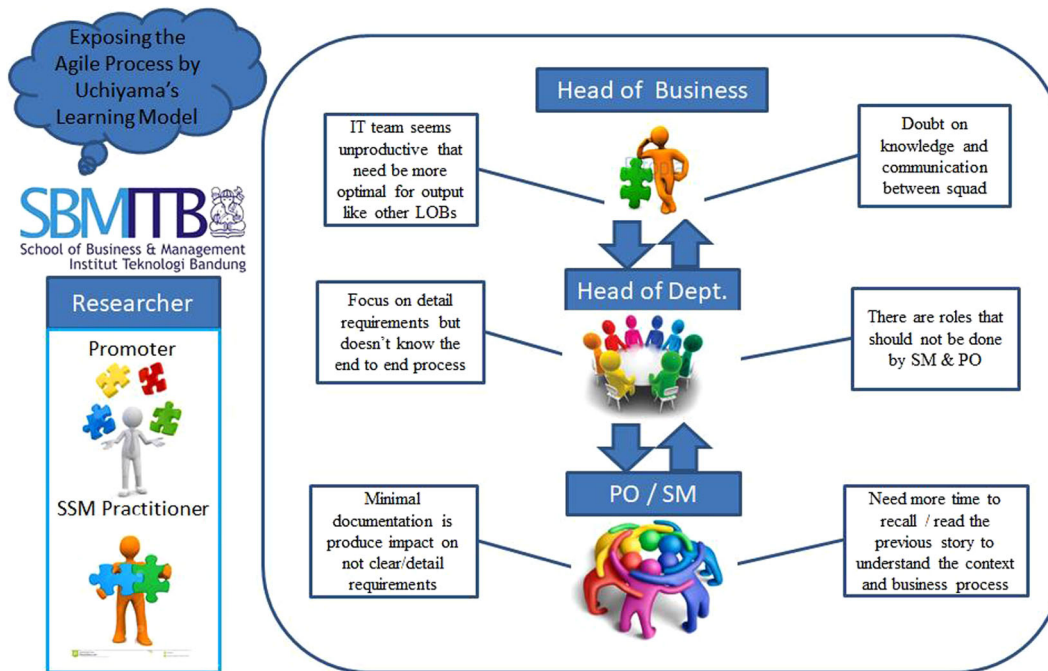 Exposing the
Agile Process by
Uchiyama's
Learning Model
SBM ITB
School of Business & Management
Institut Teknologi Bandung
Researcher
Promoter
SSM Practitioner
Head of Business
IT team seems
unproductive that
need be more
optimal for output
like other LOBs
Doubt on
knowledge and
communication
between squad
Head of Dept.
Focus on detail
requirements but
doesn't know the
end to end process
There are roles that
should not be done
by SM & PO
PO / SM
Minimal
documentation is
produce impact on
not clear/detail
requirements
Need more time to
recall / read the
previous story to
understand the context
and business process